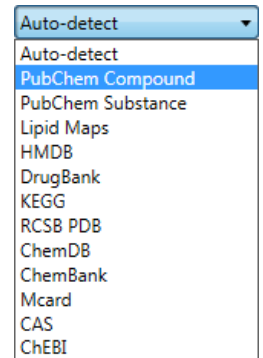 Auto-detect
Auto-detect
PubChem Compound
PubChem Substance
Lipid Maps
HMDB
DrugBank
KEGG
RCSB PDB
ChemDB
ChemBank
Mcard
CAS
ChEBI